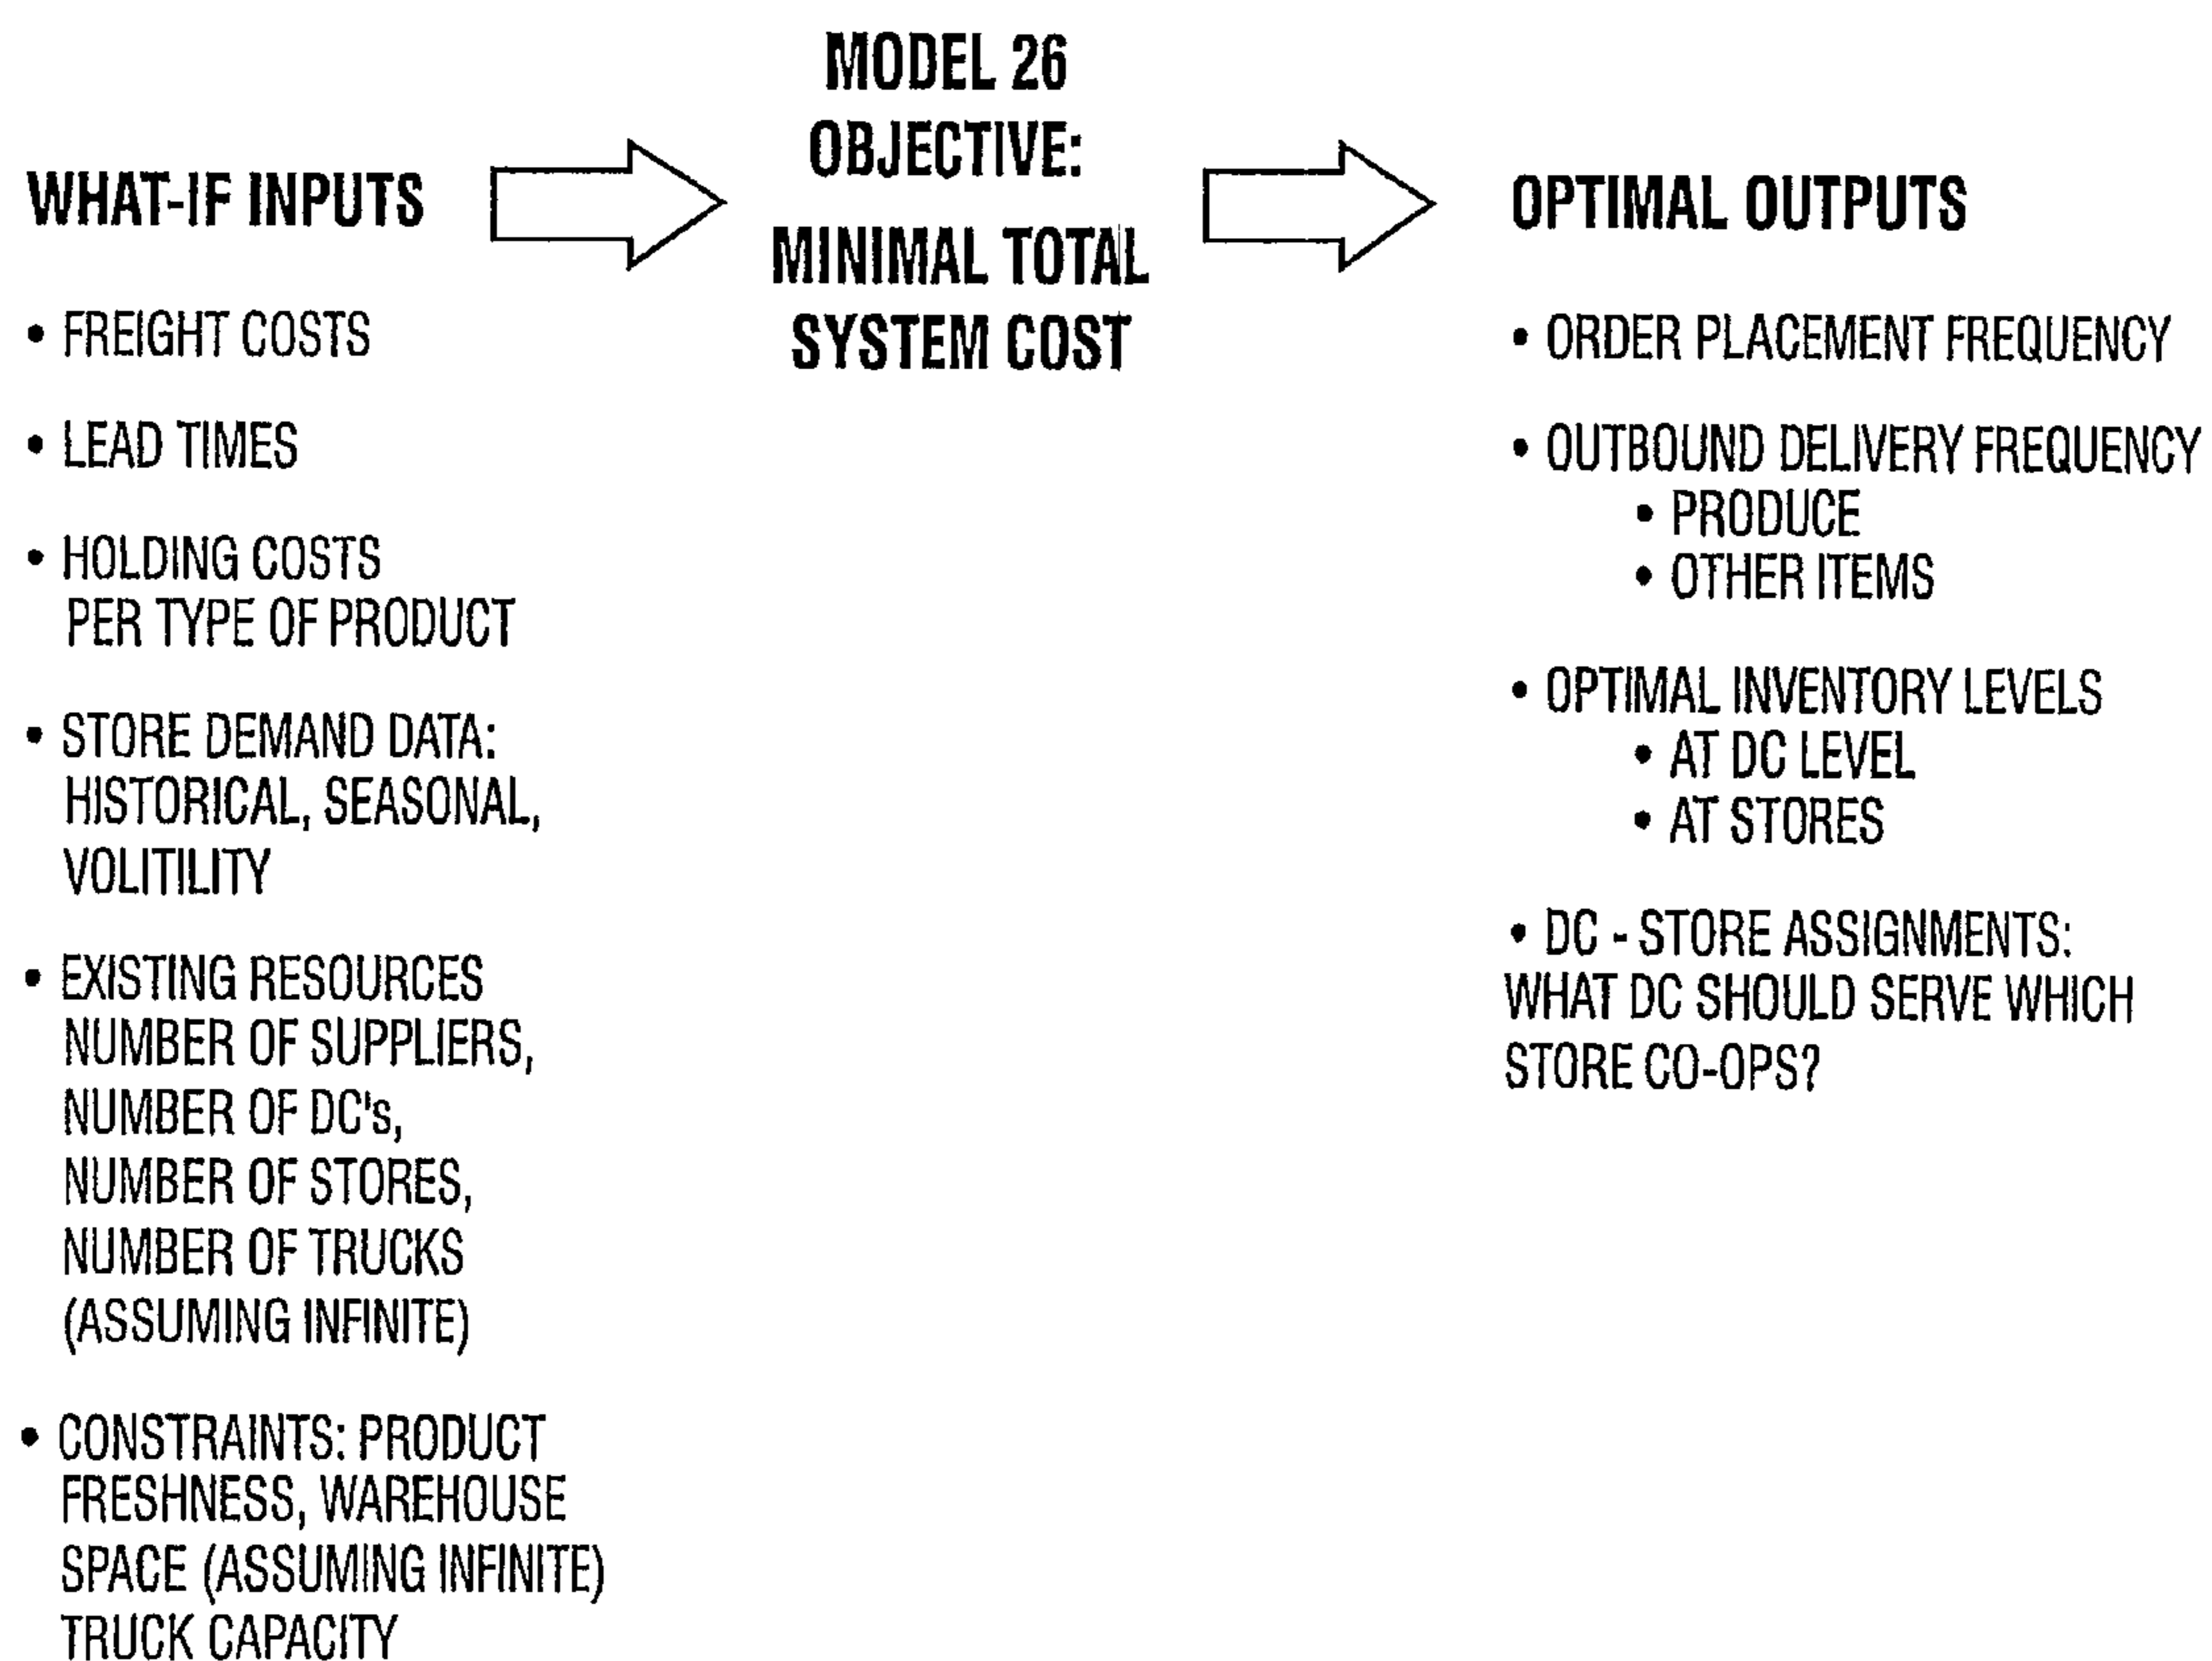 MODEL 26
OBJECTIVE:
MINIMAL TOTAL
SYSTEM COST
WHAT-IF INPUTS
• FREIGHT COSTS
• LEAD TIMES
• HOLDING COSTS
PER TYPE OF PRODUCT
• STORE DEMAND DATA:
HISTORICAL, SEASONAL,
VOLITILITY
• EXISTING RESOURCES
NUMBER OF SUPPLIERS,
NUMBER OF DC's,
NUMBER OF STORES,
NUMBER OF TRUCKS
(ASSUMING INFINITE)
• CONSTRAINTS: PRODUCT
FRESHNESS, WAREHOUSE
SPACE (ASSUMING INFINITE)
TRUCK CAPACITY
OPTIMAL OUTPUTS
• ORDER PLACEMENT FREQUENCY
• OUTBOUND DELIVERY FREQUENCY
• PRODUCE
• OTHER ITEMS
• OPTIMAL INVENTORY LEVELS
• AT DC LEVEL
• AT STORES
• DC - STORE ASSIGNMENTS:
WHAT DC SHOULD SERVE WHICH
STORE CO-OPS?